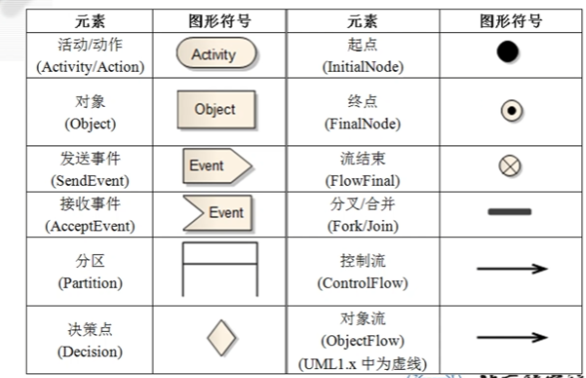 元素 图形符号 元素 图形符号
活动/动作
(Activity/Action)
Activity
起点
(InitialNode)
对象
(Object)
Object
终点
(FinalNode)
发送事件
(SendEvent)
Event
流结束
(FlowFinal)
接收事件
(AcceptEvent)
Event
分叉/合并
(Fork/Join)
分区
(Partition)
控制流
(ControlFlow)
决策点
(Decision)
对象流
(ObjectFlow)
(UML1.x 中为虚线)